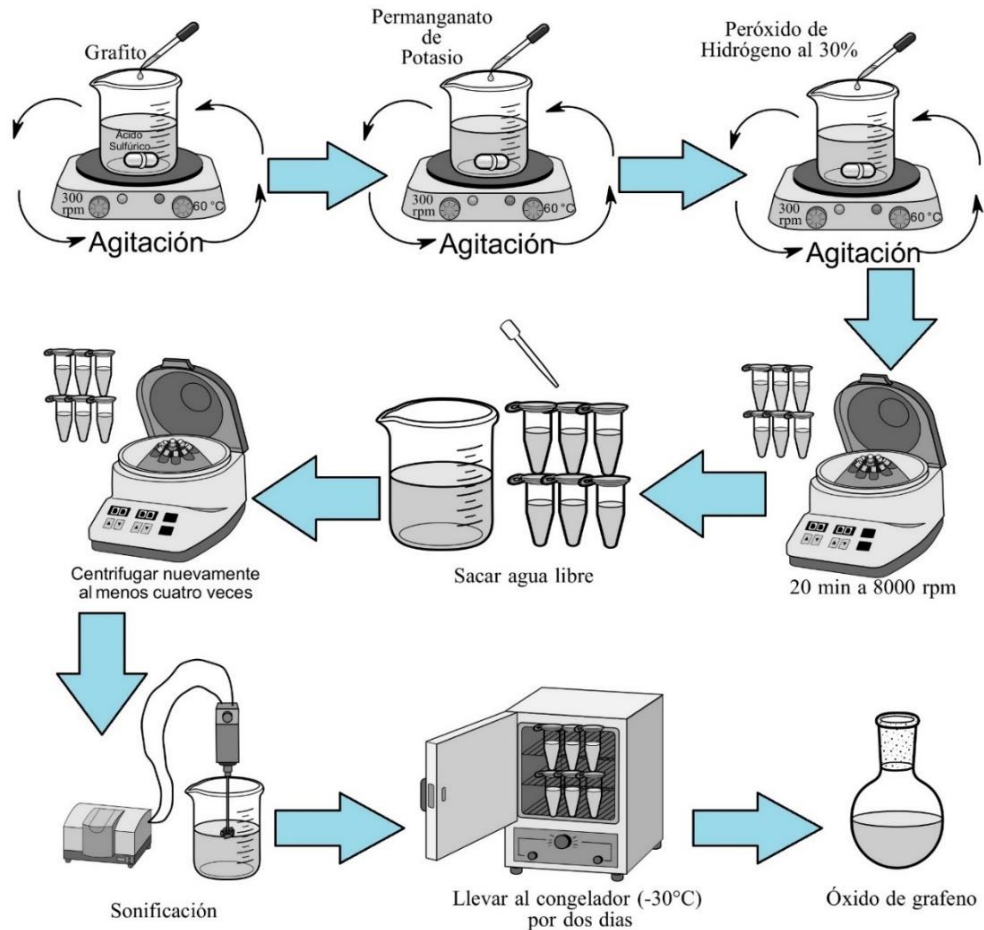 Grafito
Ácido
Sulfúrico
300
rpm
60 °C
Agitación
Permanganato
de
Potasio
300
rpm
60 °C
Agitación
Peróxido de
Hidrógeno al 30%
300
rpm
60 °C
Agitación
20 min a 8000 rpm
Sacar agua libre
Centrifugar nuevamente
al menos cuatro veces
Sonificación
Llevar al congelador (-30°C)
por dos dias
Óxido de grafeno